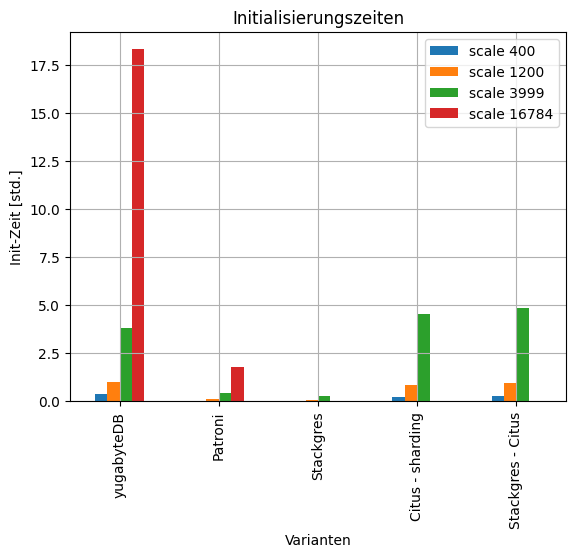 Initialisierungszeiten
scale 400
scale 1200
scale 3999
scale 16784
Init-Zeit [std.]
17.5
15.0
12.5
10.0
7.5
5.0
2.5
0.0
yugabyteDB
Patroni
Stackgres
Citus - sharding
Stackgres - Citus
Varianten